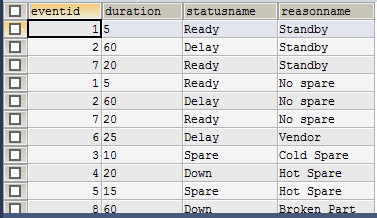 eventid duration statusname reasonname
1 5 Ready Standby
2 60 Delay Standby
7 20 Ready Standby
1 5 Ready No spare
2 60 Delay No spare
7 20 Ready No spare
6 25 Delay Vendor
3 10 Spare Cold Spare
4 20 Down Hot Spare
5 15 Spare Hot Spare
8 60 Down Broken Part